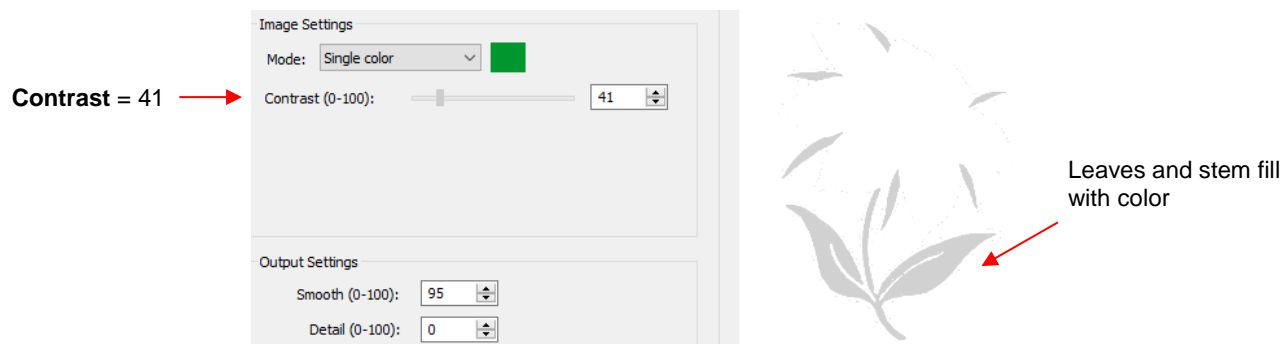 Image Settings
Mode: Single color
Contrast = 41
Contrast (0-100): 41
Leaves and stem fill
with color
Output Settings
Smooth (0-100): 95
Detail (0-100): 0